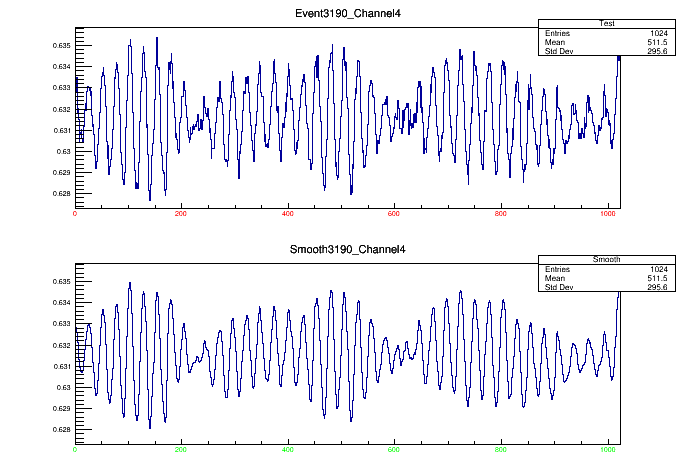 Event3190_Channel4
Test
Entries 1024
Mean 511.5
Std Dev 295.6
0.635
0.634
0.633
0.632
0.631
0.63
0.629
0.628
0 200 400 600 800 1000
Smooth3190_Channel4
Smooth
Entries 1024
Mean 511.5
Std Dev 295.6
0.635
0.634
0.633
0.632
0.631
0.63
0.629
0.628
0 200 400 600 800 1000